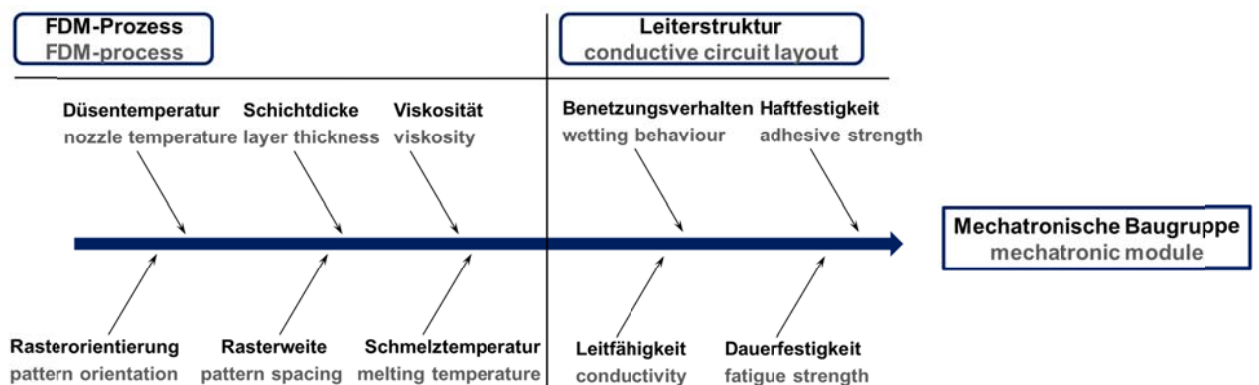 FDM-Prozess
FDM-process
Leiterstruktur
conductive circuit layout
Düsentemperatur
nozzle temperature
Schichtdicke
layer thickness
Viskosität
viskosity
Benetzungsverhalten
wetting behaviour
Haftfestigkeit
adhesive strength
Mechatronische Baugruppe
mechatronic module
Rasterorientierung
pattern orientation
Rasterweite
pattern spacing
Schmelztemperatur
melting temperature
Leitfähigkeit
conductivity
Dauerfestigkeit
fatigue strength